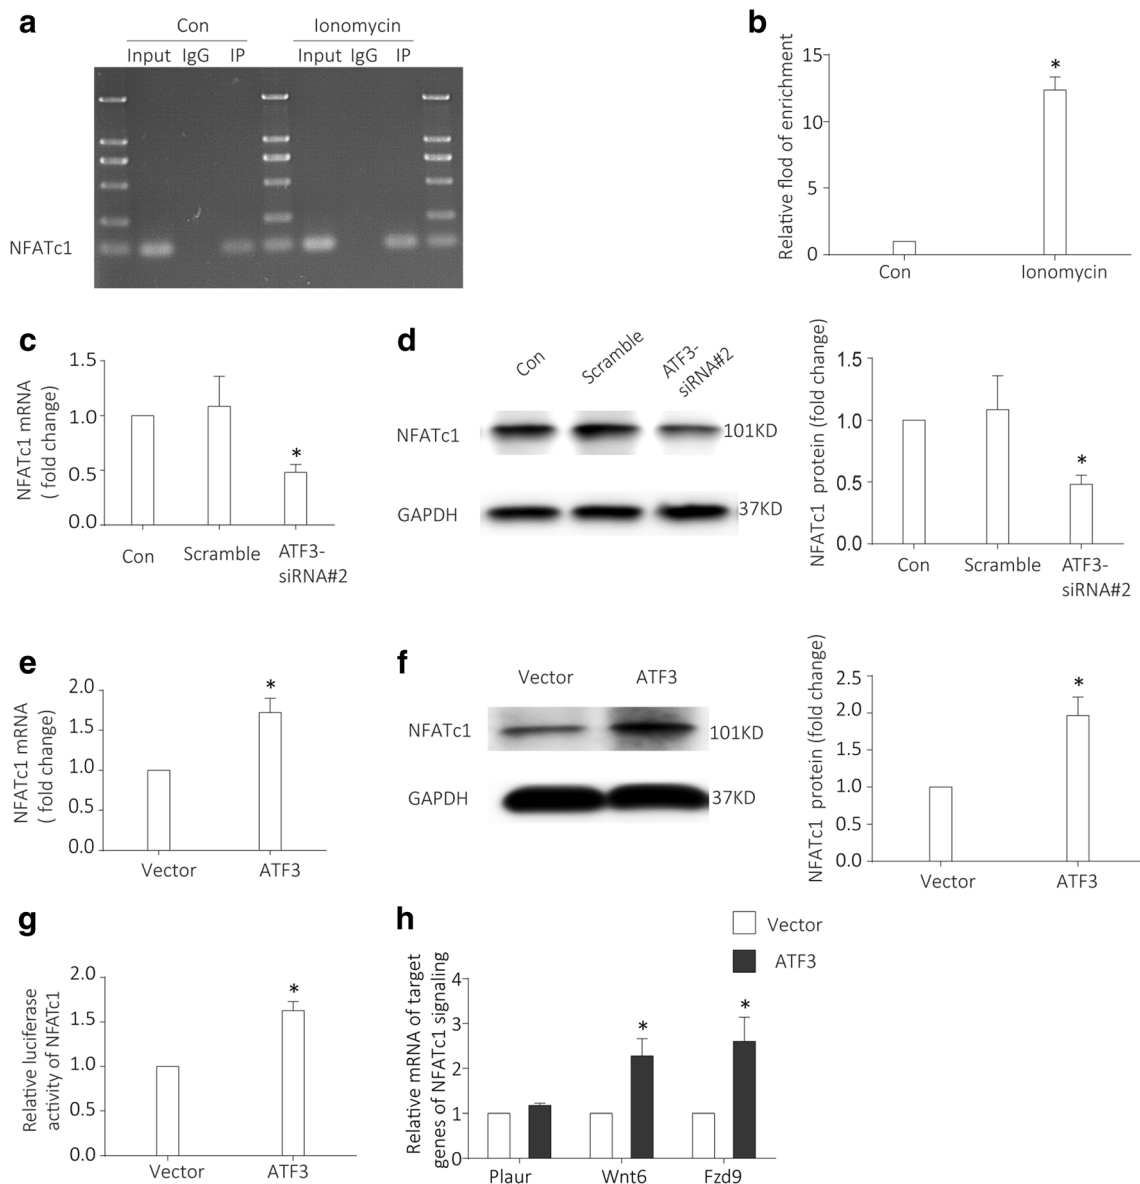 a
Con Ionomycin
Input IgG IP Input IgG IP
NFATc1
b
Relative flod of enrichment
15
10
5
0
*
Con Ionomycin
c
NFATc1 mRNA
( fold change)
1.5
1.0
0.5
0.0
*
Con Scramble ATF3-
siRNA#2
d
Con Scramble ATF3-
siRNA#2
NFATc1 101KD
GAPDH 37KD
NFATc1 protein (fold change)
1.5
1.0
0.5
0.0
*
Con Scramble ATF3-
siRNA#2
e
NFATc1 mRNA
( fold change)
2.0
1.5
1.0
0.5
0.0
*
Vector ATF3
f
Vector ATF3
NFATc1 101KD
GAPDH 37KD
NFATc1 protein (fold change)
2.5
2.0
1.5
1.0
0.5
0.0
*
Vector ATF3
g
Relative luciferase
activity of NFATc1
2.0
1.5
1.0
0.5
0.0
*
Vector ATF3
h
Vector
ATF3
Relative mRNA of target
genes of NFATc1 signaling
4
3
2
1
0
* *
Plaur Wnt6 Fzd9